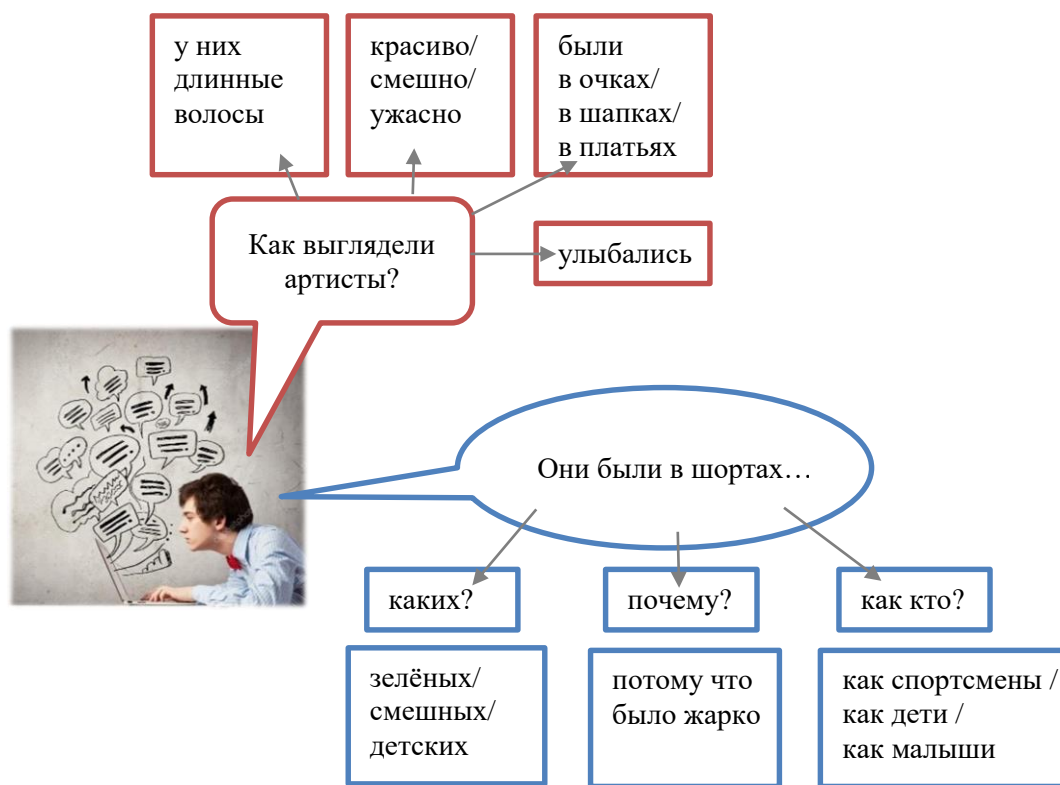 у них
длинные
волосы
красиво/
смешно/
ужасно
были
в очках/
в шапках/
в платьях
Как выглядели
артисты?
улыбались
Они были в шортах…
каких?
почему?
как кто?
зелёных/
смешных/
детских
потому что
было жарко
как спортсмены /
как дети /
как малыши